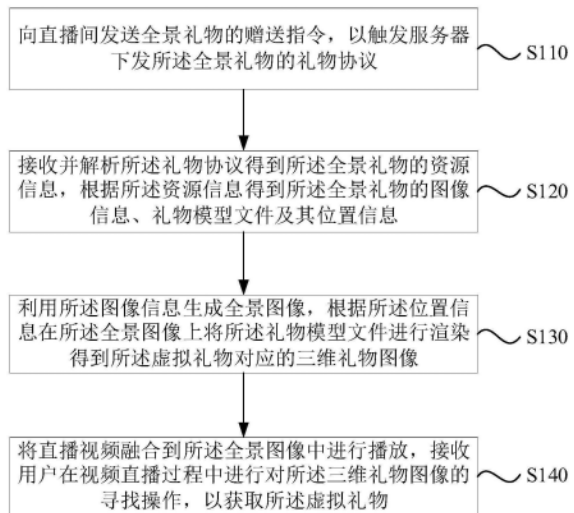 向直播间发送全景礼物的赠送指令，以触发服务器
下发所述全景礼物的礼物协议
S110
接收并解析所述礼物协议得到所述全景礼物的资源
信息，根据所述资源信息得到所述全景礼物的图像
信息、礼物模型文件及其位置信息
S120
利用所述图像信息生成全景图像，根据所述位置信
息在所述全景图像上将所述礼物模型文件进行渲染
得到所述虚拟礼物对应的三维礼物图像
S130
将直播视频融合到所述全景图像中进行播放，接收
用户在视频直播过程中进行对所述三维礼物图像的
寻找操作，以获取所述虚拟礼物
S140